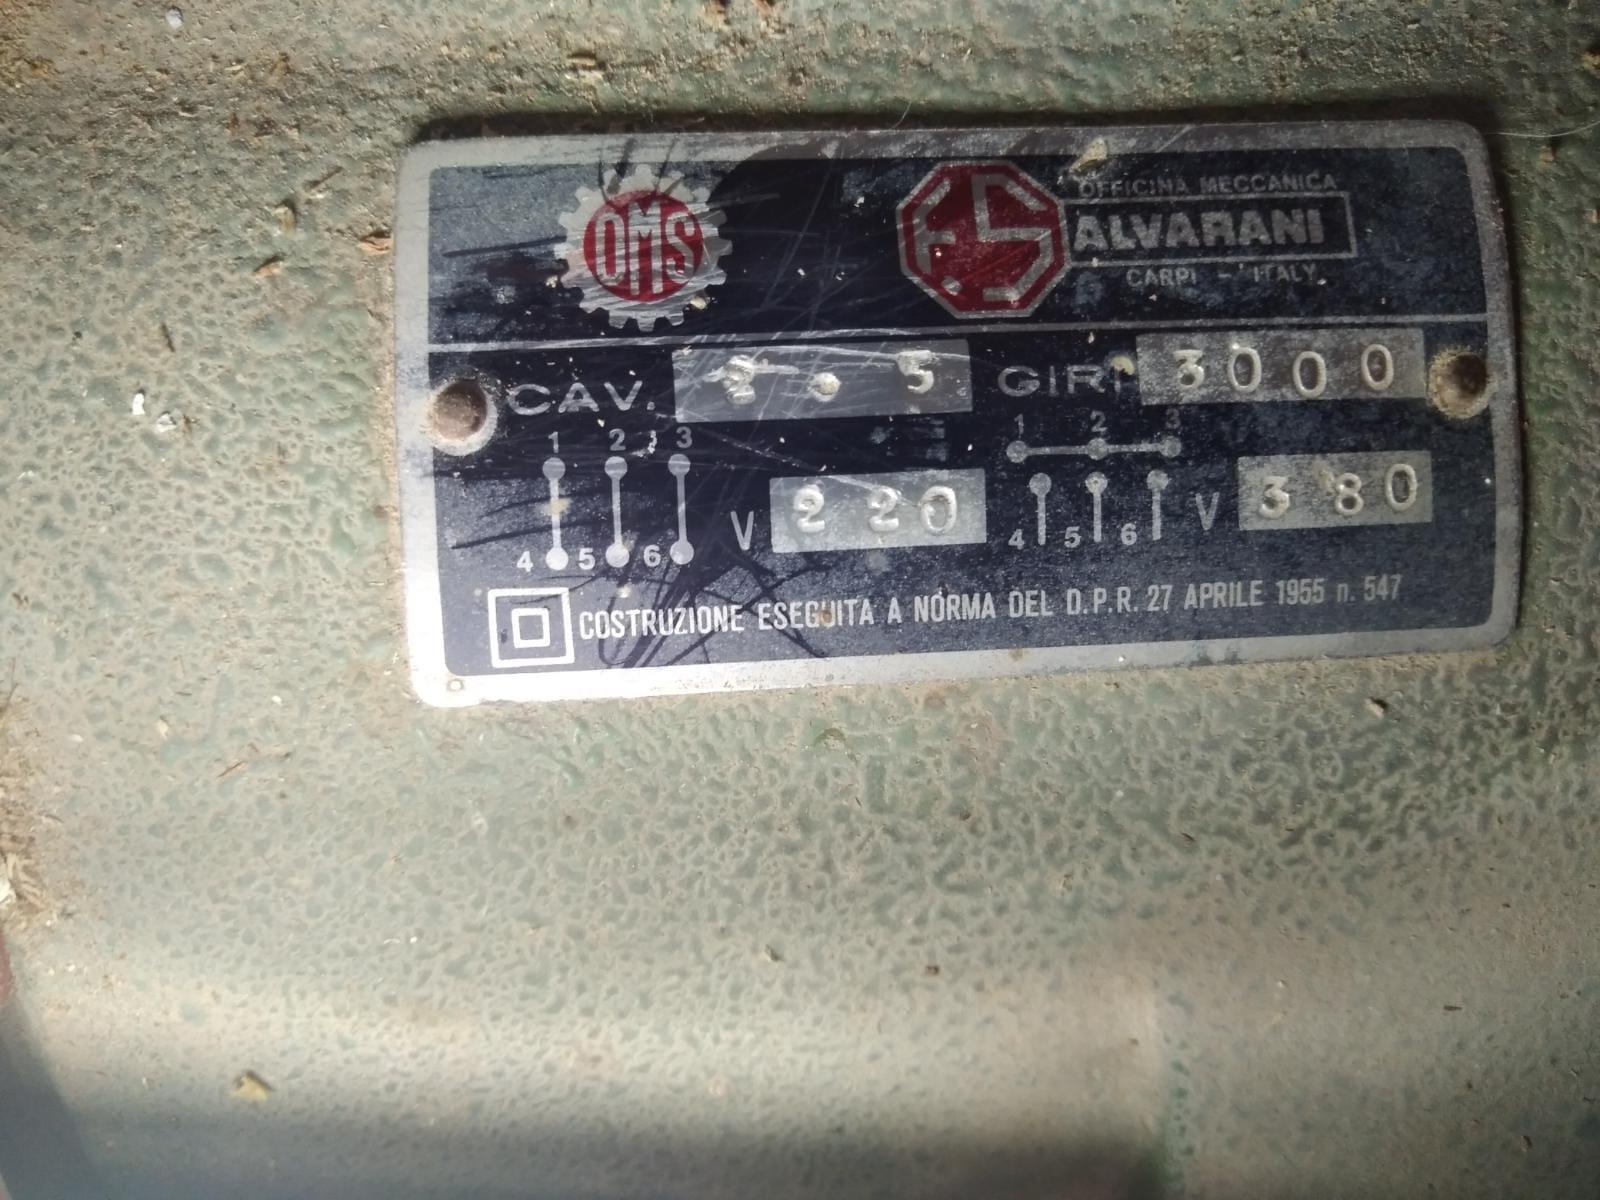 OMS
F.S
OFFICINA MECCANICA
ALVARANI
CARPI - ITALY
CAV. . 5 GIRI 3000
1 2 3
1 2 3
V 220
V 380
4 5 6
4 5 6
COSTRUZIONE ESEGUITA A NORMA DEL D.P.R. 27 APRILE 1955 n. 547